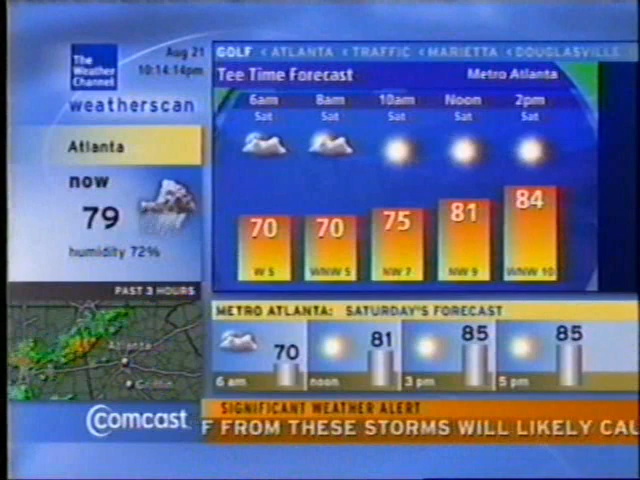 The
Weather
Channel
weatherscan
Aug 21
10:14:14pm
GOLF < ATLANTA < TRAFFIC < MARIETTA < DOUGLASVILLE
Tee Time Forecast
Metro Atlanta
6am 8am 10am Noon 2pm
Sat Sat Sat Sat Sat
70 70 75 81 84
W 5 WNW 5 NW 7 NW 9 WNW 10
Atlanta
now
79
humidity 72%
PAST 3 HOURS
Atlanta
Griffin
METRO ATLANTA: SATURDAY'S FORECAST
70 81 85 85
6 am noon 3 pm 5 pm
comcast
SIGNIFICANT WEATHER ALERT
F FROM THESE STORMS WILL LIKELY CAU